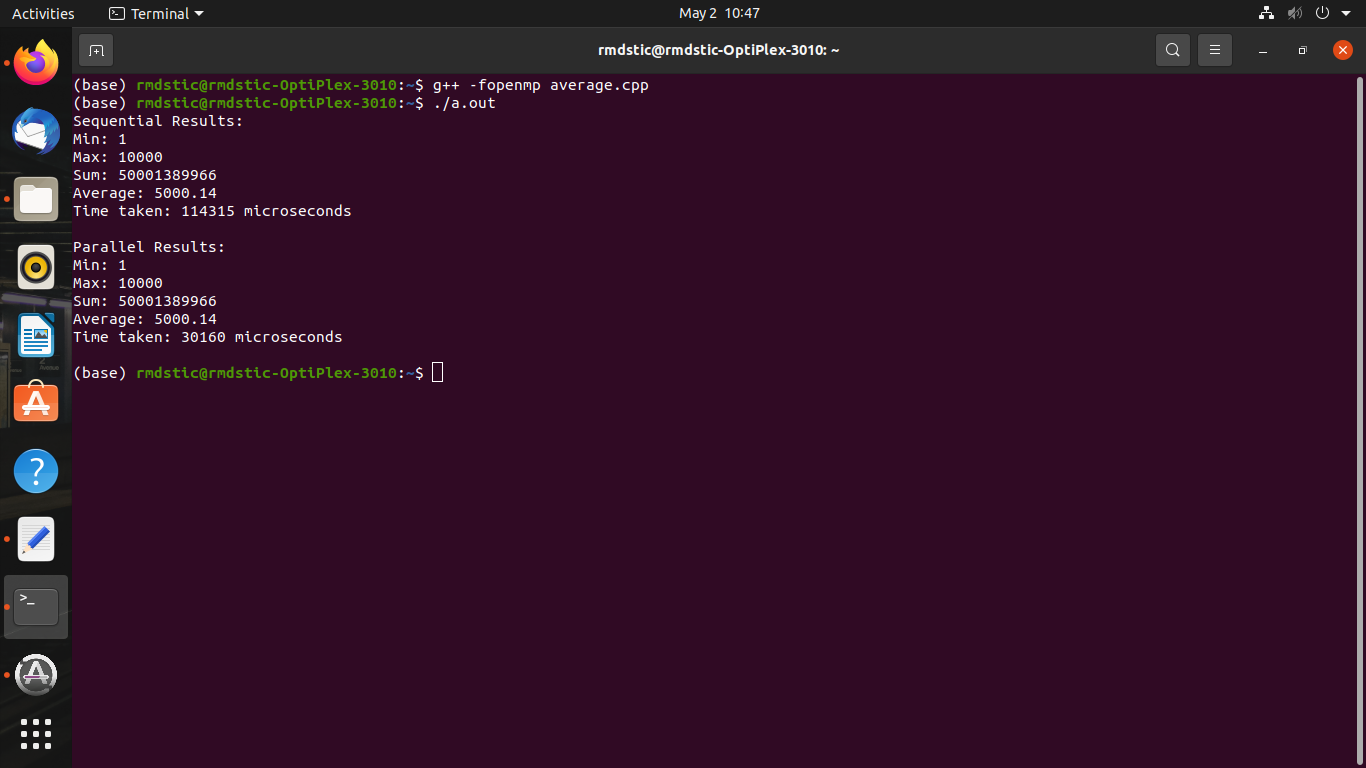 Activities
Terminal
May 2 10:47
rmdstic@rmdstic-OptiPlex-3010: ~
(base) rmdstic@rmdstic-OptiPlex-3010:~$ g++ -fopenmp average.cpp
(base) rmdstic@rmdstic-OptiPlex-3010:~$ ./a.out
Sequential Results:
Min: 1
Max: 10000
Sum: 50001389966
Average: 5000.14
Time taken: 114315 microseconds
Parallel Results:
Min: 1
Max: 10000
Sum: 50001389966
Average: 5000.14
Time taken: 30160 microseconds
(base) rmdstic@rmdstic-OptiPlex-3010:~$